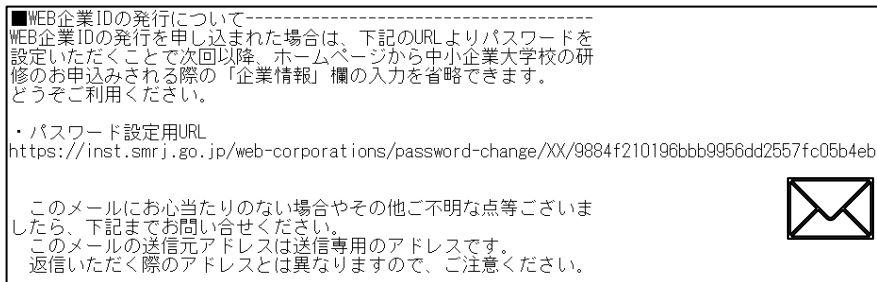 ■WEB企業IDの発行について-------------------------------------
WEB企業IDの発行を申し込まれた場合は、下記のURLよりパスワードを
設定いただくことで次回以降、ホームページから中小企業大学校の研
修のお申込みされる際の「企業情報」欄の入力を省略できます。
どうぞご利用ください。
・パスワード設定用URL
https://inst.smrj.go.jp/web-corporations/password-change/XX/9884f210196bbb9956dd2557fc05b4eb
このメールにお心当たりのない場合やその他ご不明な点等ございま
したら、下記までお問い合せください。
このメールの送信元アドレスは送信専用のアドレスです。
返信いただく際のアドレスとは異なりますので、ご注意ください。